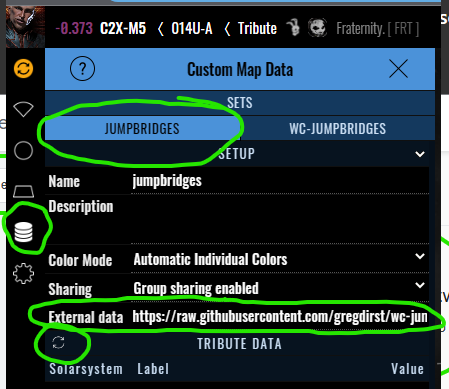 -0.373 C2X-M5 〈 O14U-A 〈 Tribute Fraternity. [ FRT ]
? Custom Map Data
SETS
JUMPBRIDGES WC-JUMPBRIDGES
SETUP
Name jumpbridges
Description
Color Mode Automatic Individual Colors
Sharing Group sharing enabled
External data https://raw.githubusercontent.com/gregdirst/wc-jun
TRIBUTE DATA
Solarsystem Label Value